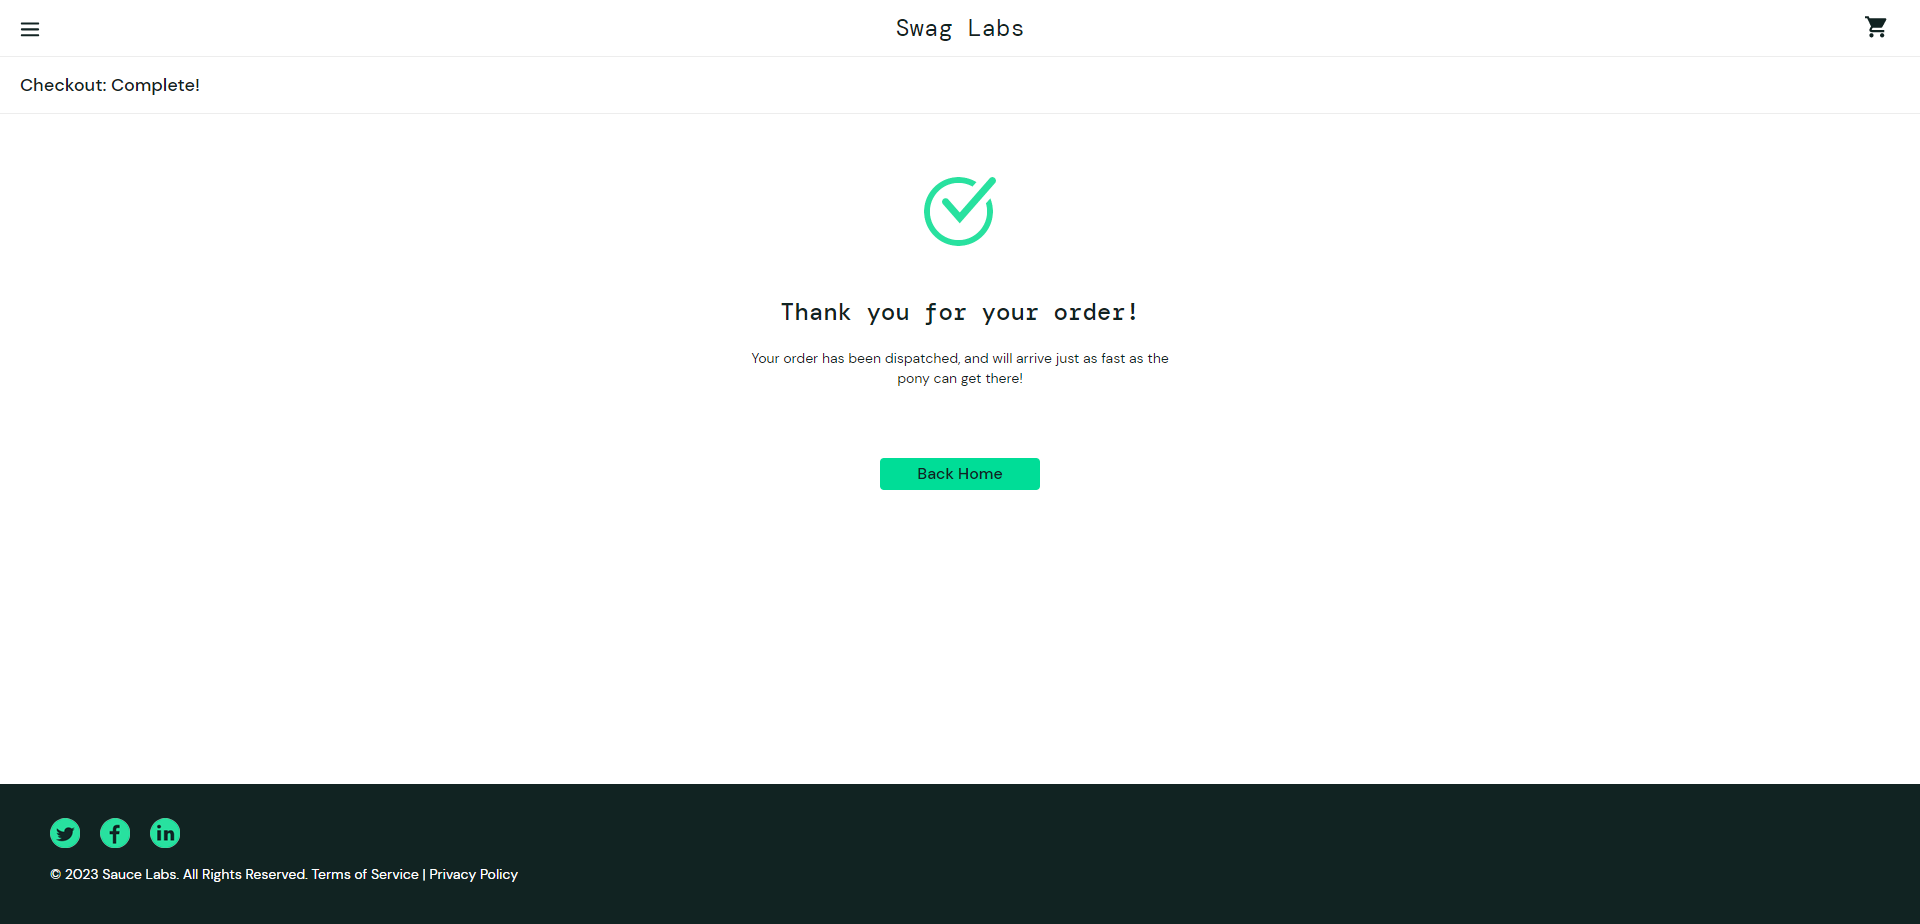 Swag Labs
Checkout: Complete!
Thank you for your order!
Your order has been dispatched, and will arrive just as fast as the
pony can get there!
Back Home
© 2023 Sauce Labs. All Rights Reserved. Terms of Service | Privacy Policy